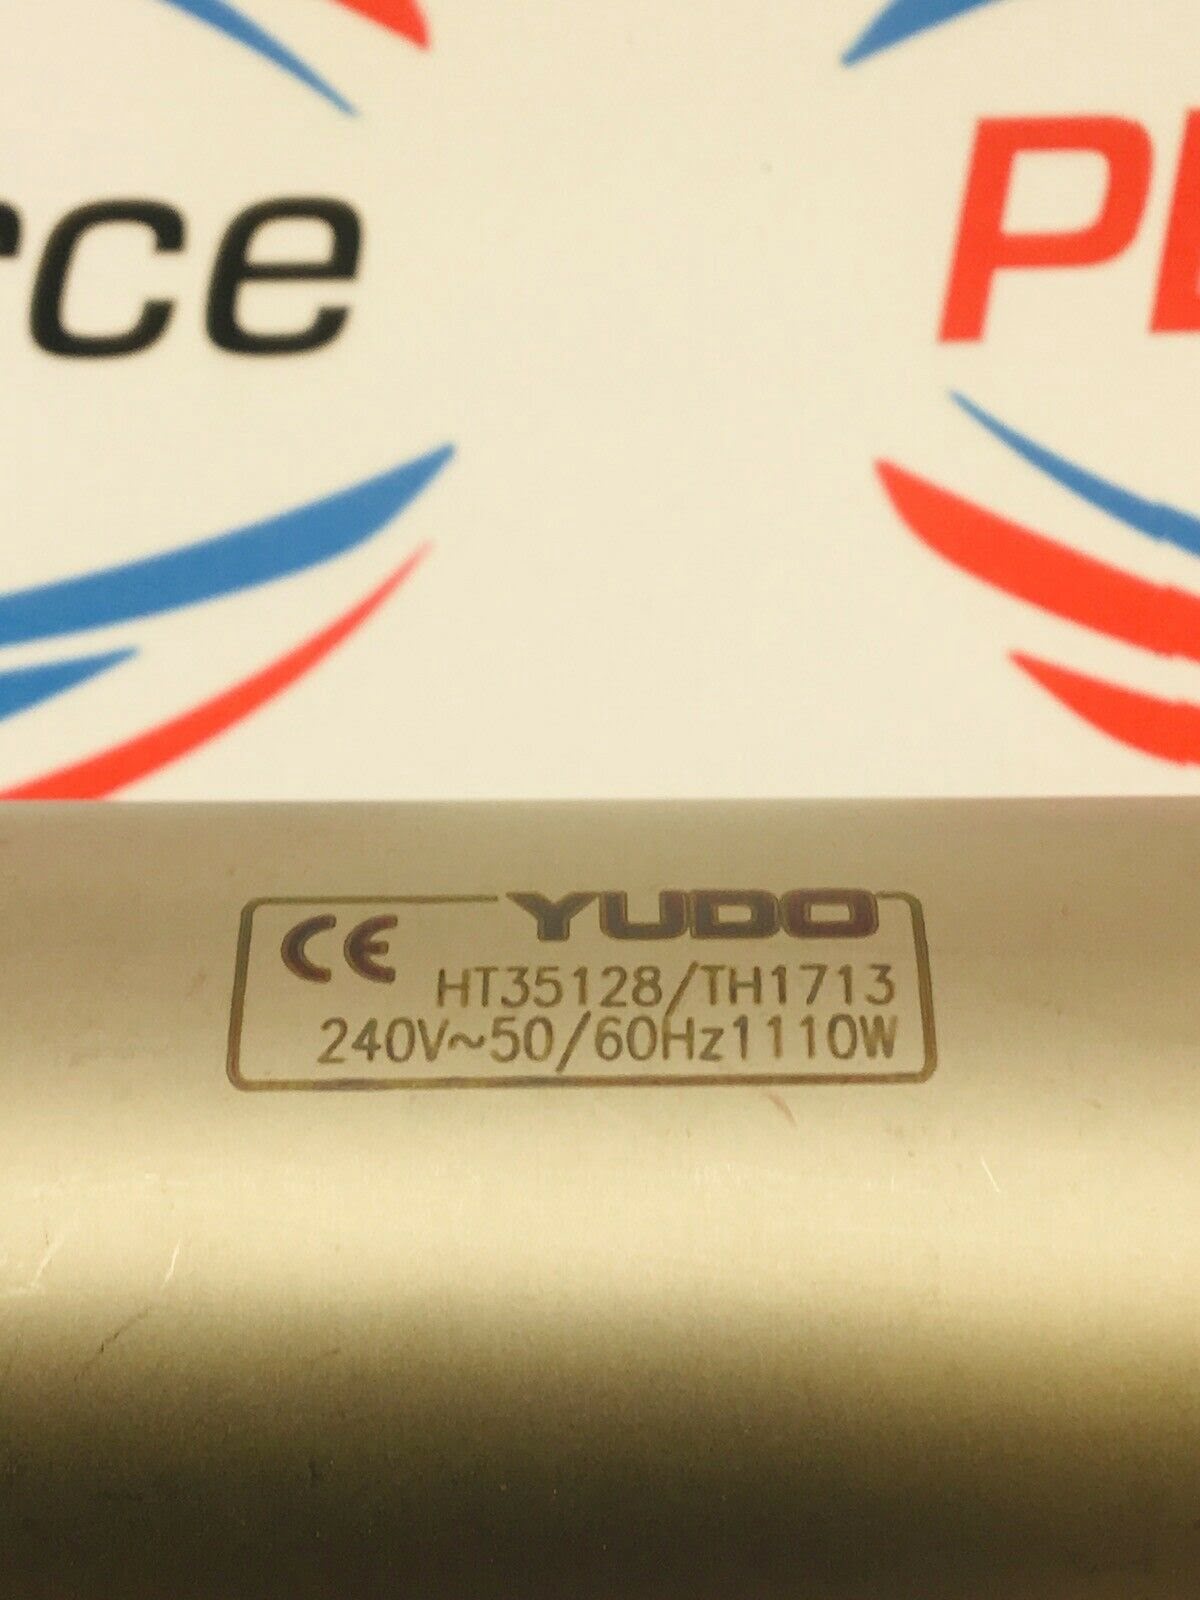 rce
P
CE YUDO
HT35128/TH1713
240V~50/60Hz1110W